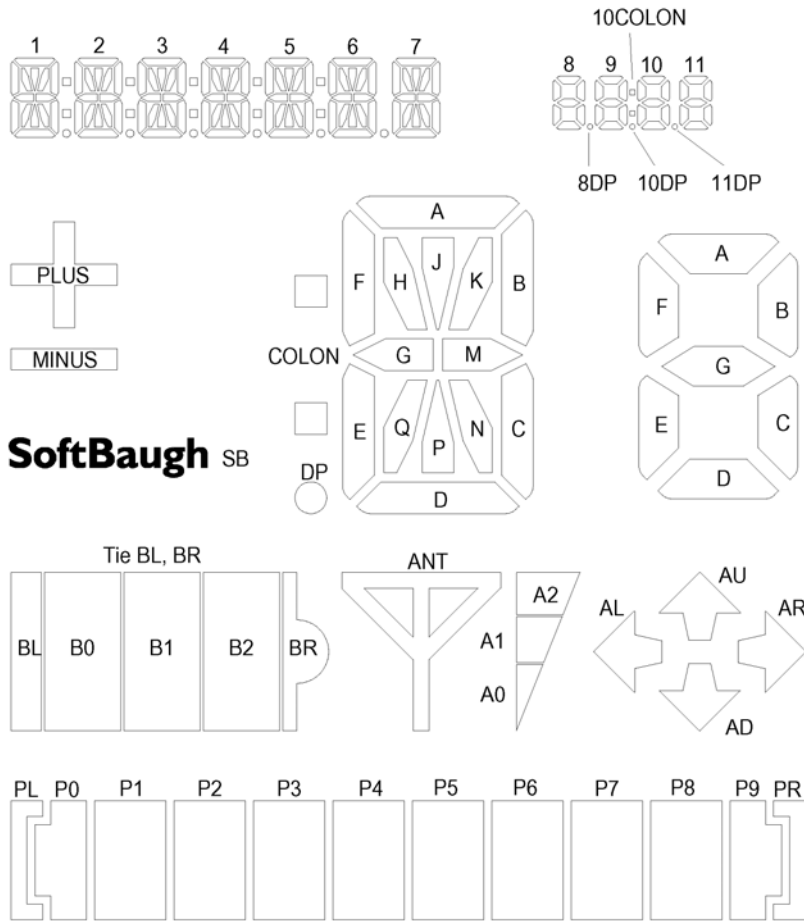 10COLON
1 2 3 4 5 6 7
8 9 10 11
8DP 10DP 11DP
A
F H J K B
PLUS
COLON G M
MINUS
E Q P N C
SoftBaugh SB
DP
D
A
F B
G
E C
D
Tie BL, BR
ANT
BL B0 B1 B2 BR
A2
A1
A0
AU
AL AR
AD
PL P0 P1 P2 P3 P4 P5 P6 P7 P8 P9 PR